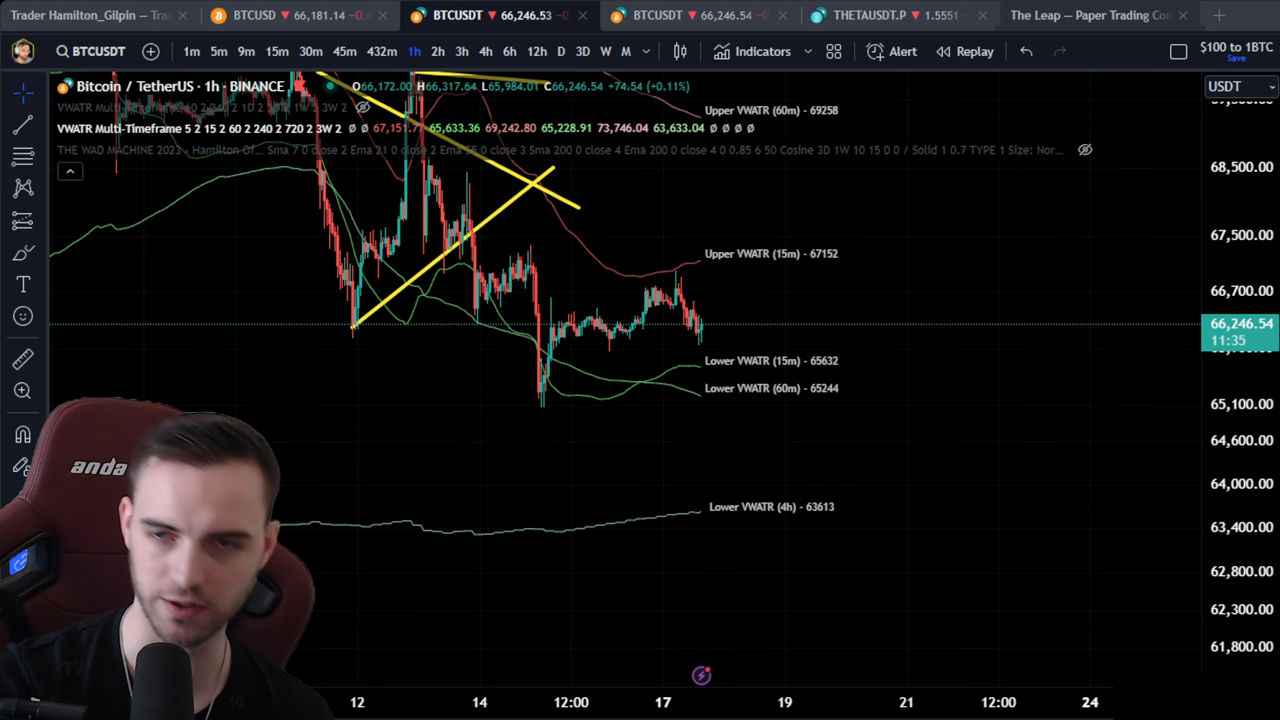 Trader Hamilton_Gilpin — Tra
BTCUSD 66,181.14 −0.
BTCUSDT 66,246.53 −0
BTCUSDT 66,246.54 −0
THETAUSDT.P 1.5551
The Leap — Paper Trading Co
BTCUSDT 1m 5m 9m 15m 30m 45m 432m 1h 2h 3h 4h 6h 12h D 3D W M Indicators Alert Replay $100 to 1BTC
Save
Bitcoin / TetherUS · 1h · BINANCE O66,172.00 H66,317.64 L65,984.01 C66,246.54 +74.54 (+0.11%)
USDT
VWATR Multi-Timeframe 5 2 15 2 60 2 240 2 720 2 3W 2 Ø Ø 67,151.77 65,633.36 69,242.80 65,228.91 73,746.04 63,633.04 Ø Ø Ø Ø
THE WAD MACHINE 2023 - Hamilton Of... Sma 7 0 close 2 Ema 21 0 close 2 Ema 55 0 close 3 Sma 200 0 close 4 Ema 200 0 close 4 0 0.85 6 50 Cosine 3D 1W 10 15 0 0 / Solid 1 0.7 TYPE 1 Size: Nor...
Upper VWATR (60m) - 69258
68,500.00
67,500.00
Upper VWATR (15m) - 67152
66,700.00
66,246.54
11:35
Lower VWATR (15m) - 65632
Lower VWATR (60m) - 65244
65,100.00
64,600.00
64,000.00
Lower VWATR (4h) - 63613
63,400.00
62,800.00
62,300.00
61,800.00
anda
12 14 12:00 17 19 21 12:00 24